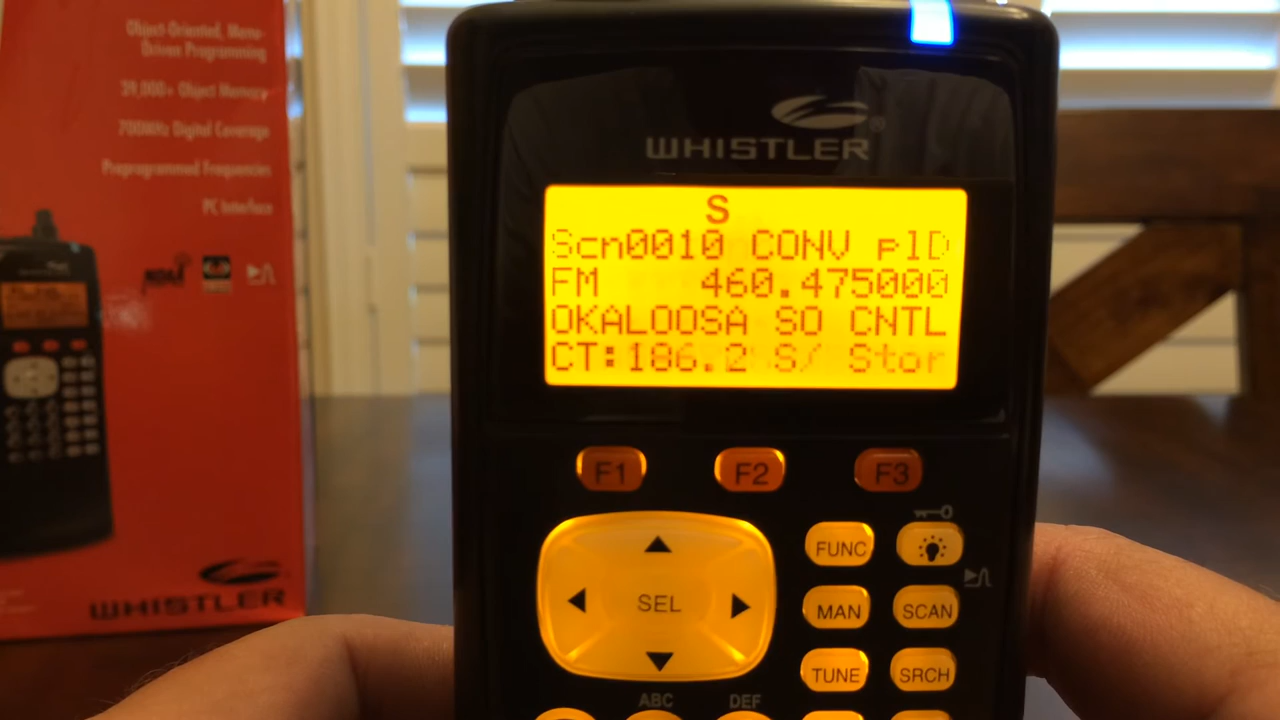 Object-Oriented, Menu-
Driven Programming
39,000+ Object Memory
700MHz Digital Coverage
Preprogrammed Frequencies
PC Interface
WHISTLER
WHISTLER
S
Scn0010 CONV plD
FM 460.475000
OKALOOSA SO CNTL
CT:186.2 S/ Stor
F1 F2 F3
FUNC
SEL
MAN SCAN
TUNE SRCH
ABC DEF